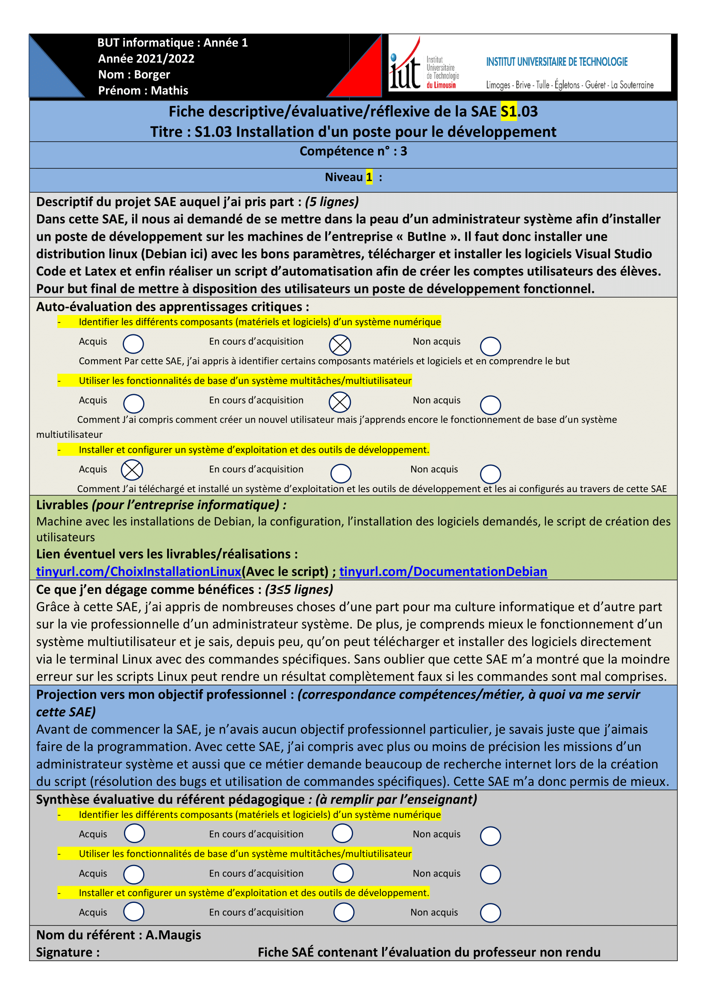 BUT informatique : Année 1
Année 2021/2022
Nom : Borger
Prénom : Mathis
iut
Institut
Universitaire
de Technologie
du Limousin
INSTITUT UNIVERSITAIRE DE TECHNOLOGIE
Limoges - Brive - Tulle - Égletons - Guéret - La Souterraine
Fiche descriptive/évaluative/réflexive de la SAE S1.03
Titre : S1.03 Installation d'un poste pour le développement
Compétence n° : 3
Niveau 1 :
Descriptif du projet SAE auquel j’ai pris part : (5 lignes)
Dans cette SAE, il nous ai demandé de se mettre dans la peau d’un administrateur système afin d’installer
un poste de développement sur les machines de l’entreprise « ButIne ». Il faut donc installer une
distribution linux (Debian ici) avec les bons paramètres, télécharger et installer les logiciels Visual Studio
Code et Latex et enfin réaliser un script d’automatisation afin de créer les comptes utilisateurs des élèves.
Pour but final de mettre à disposition des utilisateurs un poste de développement fonctionnel.
Auto-évaluation des apprentissages critiques :
- Identifier les différents composants (matériels et logiciels) d’un système numérique
Acquis En cours d’acquisition Non acquis
Comment Par cette SAE, j’ai appris à identifier certains composants matériels et logiciels et en comprendre le but
- Utiliser les fonctionnalités de base d’un système multitâches/multiutilisateur
Acquis En cours d’acquisition Non acquis
Comment J’ai compris comment créer un nouvel utilisateur mais j’apprends encore le fonctionnement de base d’un système
multiutilisateur
- Installer et configurer un système d’exploitation et des outils de développement.
Acquis En cours d’acquisition Non acquis
Comment J’ai téléchargé et installé un système d’exploitation et les outils de développement et les ai configurés au travers de cette SAE
Livrables (pour l’entreprise informatique) :
Machine avec les installations de Debian, la configuration, l’installation des logiciels demandés, le script de création des
utilisateurs
Lien éventuel vers les livrables/réalisations :
tinyurl.com/ChoixInstallationLinux(Avec le script) ; tinyurl.com/DocumentationDebian
Ce que j’en dégage comme bénéfices : (3≤5 lignes)
Grâce à cette SAE, j’ai appris de nombreuses choses d’une part pour ma culture informatique et d’autre part
sur la vie professionnelle d’un administrateur système. De plus, je comprends mieux le fonctionnement d’un
système multiutilisateur et je sais, depuis peu, qu’on peut télécharger et installer des logiciels directement
via le terminal Linux avec des commandes spécifiques. Sans oublier que cette SAE m’a montré que la moindre
erreur sur les scripts Linux peut rendre un résultat complètement faux si les commandes sont mal comprises.
Projection vers mon objectif professionnel : (correspondance compétences/métier, à quoi va me servir
cette SAE)
Avant de commencer la SAE, je n’avais aucun objectif professionnel particulier, je savais juste que j’aimais
faire de la programmation. Avec cette SAE, j’ai compris avec plus ou moins de précision les missions d’un
administrateur système et aussi que ce métier demande beaucoup de recherche internet lors de la création
du script (résolution des bugs et utilisation de commandes spécifiques). Cette SAE m’a donc permis de mieux.
Synthèse évaluative du référent pédagogique : (à remplir par l’enseignant)
- Identifier les différents composants (matériels et logiciels) d’un système numérique
Acquis En cours d’acquisition Non acquis
- Utiliser les fonctionnalités de base d’un système multitâches/multiutilisateur
Acquis En cours d’acquisition Non acquis
- Installer et configurer un système d’exploitation et des outils de développement.
Acquis En cours d’acquisition Non acquis
Nom du référent : A.Maugis
Signature : Fiche SAÉ contenant l’évaluation du professeur non rendu